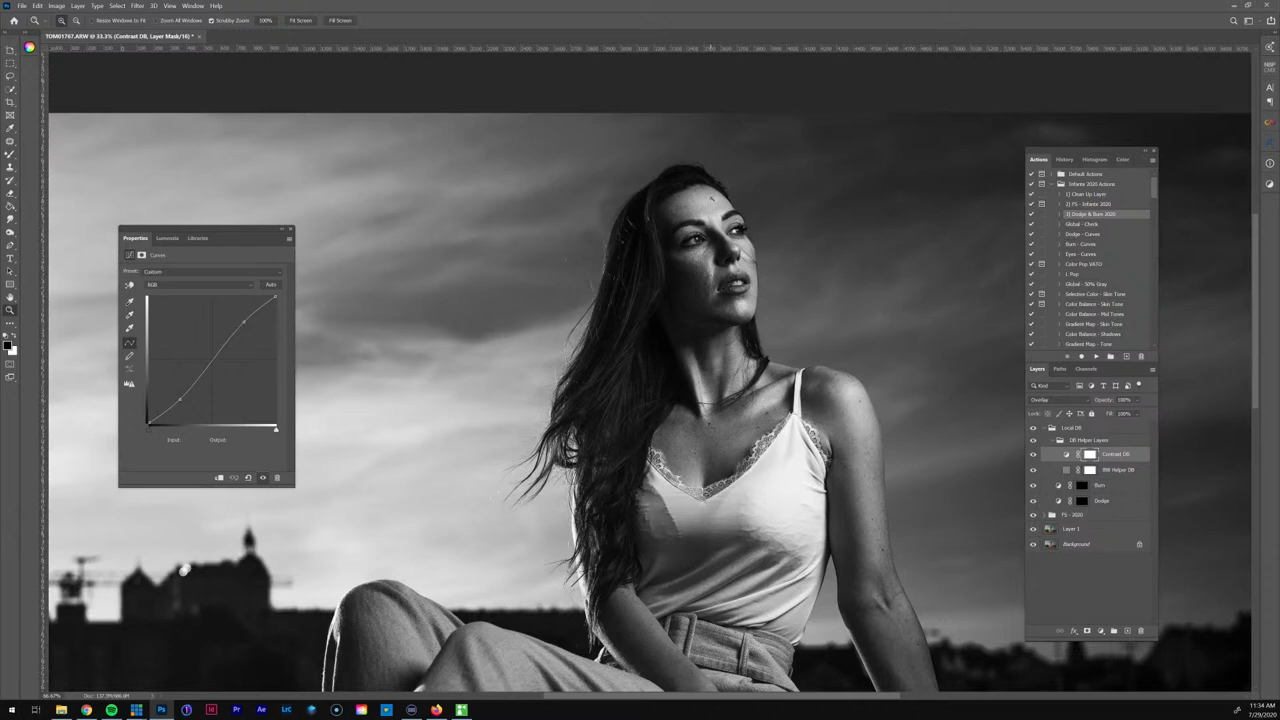 File Edit Image Layer Type Select Filter 3D View Window Help
Resize Windows to Fit Zoom All Windows Scrubby Zoom 100% Fit Screen Fill Screen
TOM01767.ARW @ 33.3% (Contrast DB, Layer Mask/16) *
Properties Lumenzia Libraries
Curves
Preset: Custom
RGB Auto
Input: Output:
Actions History Histogram Color
Default Actions
Infante 2020 Actions
1) Clean Up Layer
2) FS - Infante 2020
3) Dodge & Burn 2020
Global - Check
Dodge - Curves
Burn - Curves
Eyes - Curves
Color Pop VATO
L Pop
Global - 50% Gray
Selective Color - Skin Tone
Color Balance - Skin Tone
Color Balance - Mid Tones
Gradient Map - Skin Tone
Color Balance - Shadows
Gradient Map - Tone
Layers Paths Channels
Kind
Overlay Opacity: 100%
Lock: Fill: 100%
Local DB
DB Helper Layers
Contrast DB
BW Helper DB
Burn
Dodge
FS - 2020
Layer 1
Background
66.67%
11:34 AM
7/29/2020